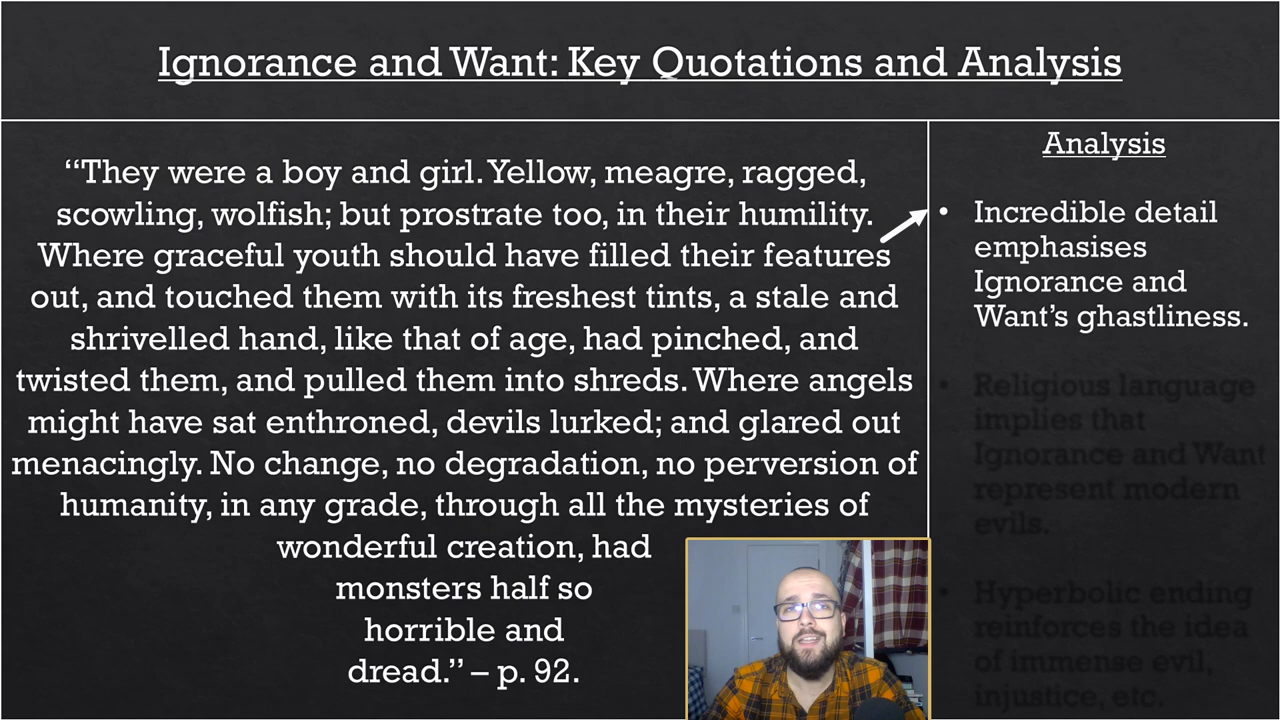 Ignorance and Want: Key Quotations and Analysis
“They were a boy and girl. Yellow, meagre, ragged,
scowling, wolfish; but prostrate too, in their humility.
Where graceful youth should have filled their features
out, and touched them with its freshest tints, a stale and
shrivelled hand, like that of age, had pinched, and
twisted them, and pulled them into shreds. Where angels
might have sat enthroned, devils lurked; and glared out
menacingly. No change, no degradation, no perversion of
humanity, in any grade, through all the mysteries of
wonderful creation, had
monsters half so
horrible and
dread.” – p. 92.
Analysis
• Incredible detail
emphasises
Ignorance and
Want’s ghastliness.
• Religious language
implies that
Ignorance and Want
represent modern
evils.
• Hyperbolic ending
reinforces the idea
of immense evil,
injustice, etc.